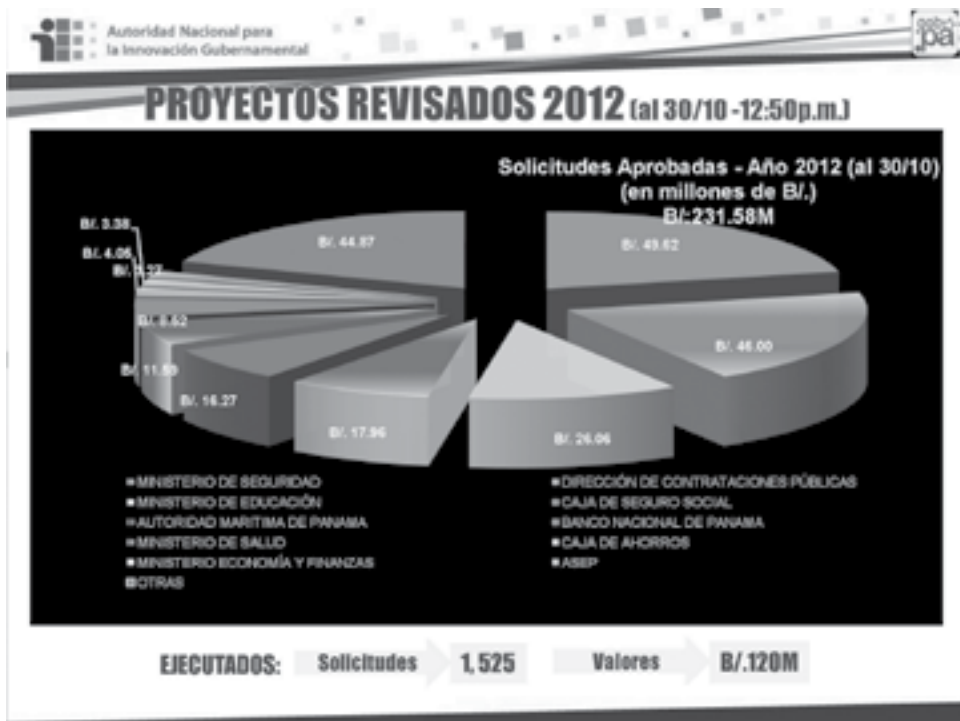 Autoridad Nacional para
la Innovación Gubernamental
PROYECTOS REVISADOS 2012 (al 30/10 -12:50p.m.)
Solicitudes Aprobadas - Año 2012 (al 30/10)
(en millones de B/.)
B/.231.58M
B/. 3.38
B/. 4.05
B/.
B/. 44.87
B/. 49.62
B/. 46.00
B/. 11.59
B/. 16.27
B/. 17.96
B/. 26.06
MINISTERIO DE SEGURIDAD
DIRECCIÓN DE CONTRATACIONES PÚBLICAS
MINISTERIO DE EDUCACIÓN
CAJA DE SEGURO SOCIAL
AUTORIDAD MARITIMA DE PANAMA
BANCO NACIONAL DE PANAMA
MINISTERIO DE SALUD
CAJA DE AHORROS
MINISTERIO ECONOMÍA Y FINANZAS
ASEP
OTRAS
EJECUTADOS: Solicitudes 1,525 Valores B/.120M